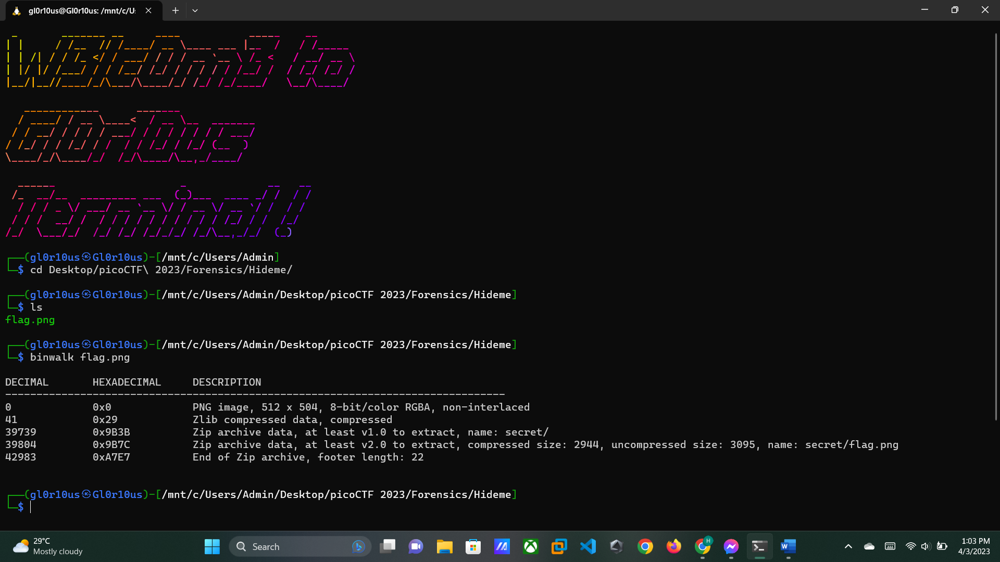 gl0r10us@Gl0r10us: /mnt/c/Us
W3lc0m3 to
Gl0r10us
Terminal!
┌──(gl0r10us㉿Gl0r10us)-[/mnt/c/Users/Admin]
└─$ cd Desktop/picoCTF\ 2023/Forensics/Hideme/
┌──(gl0r10us㉿Gl0r10us)-[/mnt/c/Users/Admin/Desktop/picoCTF 2023/Forensics/Hideme]
└─$ ls
flag.png
┌──(gl0r10us㉿Gl0r10us)-[/mnt/c/Users/Admin/Desktop/picoCTF 2023/Forensics/Hideme]
└─$ binwalk flag.png
DECIMAL HEXADECIMAL DESCRIPTION
--------------------------------------------------------------------------------
0 0x0 PNG image, 512 x 504, 8-bit/color RGBA, non-interlaced
41 0x29 Zlib compressed data, compressed
39739 0x9B3B Zip archive data, at least v1.0 to extract, name: secret/
39804 0x9B7C Zip archive data, at least v2.0 to extract, compressed size: 2944, uncompressed size: 3095, name: secret/flag.png
42983 0xA7E7 End of Zip archive, footer length: 22
┌──(gl0r10us㉿Gl0r10us)-[/mnt/c/Users/Admin/Desktop/picoCTF 2023/Forensics/Hideme]
└─$
29°C
Mostly cloudy
Search
H
W
1:03 PM
4/3/2023